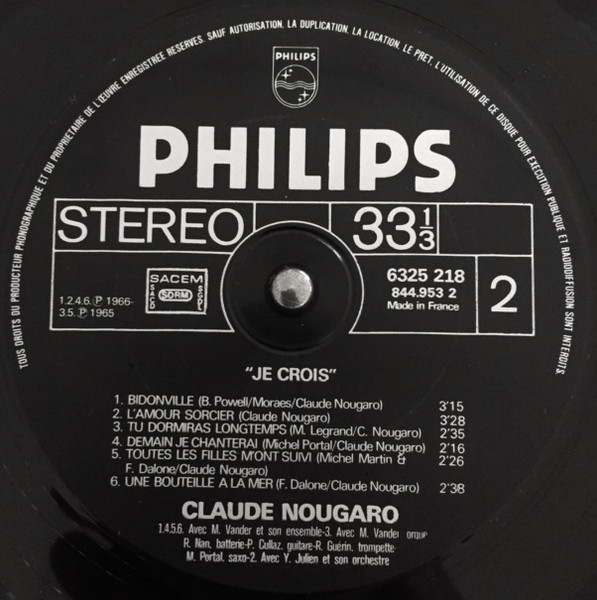 TOUS DROITS DU PRODUCTEUR PHONOGRAPHIQUE ET DU PROPRIETAIRE DE L'ŒUVRE ENREGISTREE RESERVES. SAUF AUTORISATION, LA DUPLICATION, LA LOCATION, LE PRET, L'UTILISATION DE CE DISQUE POUR EXECUTION PUBLIQUE ET RADIODIFFUSION SONT INTERDITS.
PHILIPS
PHILIPS
STEREO
33⅓
SACEM
SACD SDRM SGDL
1.2.4.6.Ⓟ 1966-
3.5.Ⓟ 1965
6325 218
844.953 2
Made in France
2
"JE CROIS"
1. BIDONVILLE (B. Powell/Moraes/Claude Nougaro) 3'15
2. L'AMOUR SORCIER (Claude Nougaro) 3'28
3. TU DORMIRAS LONGTEMPS (M. Legrand/C. Nougaro) 2'35
4. DEMAIN JE CHANTERAI (Michel Portal/Claude Nougaro) 2'16
5. TOUTES LES FILLES M'ONT SUIVI (Michel Martin & 2'26
F. Dalone/Claude Nougaro)
6. UNE BOUTEILLE A LA MER (F. Dalone/Claude Nougaro) 2'38
CLAUDE NOUGARO
1.4.5.6. Avec M. Vander et son ensemble-3. Avec M. Vander orgue
R. Nan, batterie-P. Cullaz, guitare-R. Guérin, trompette-
M. Portal, saxo-2. Avec Y. Julien et son orchestre